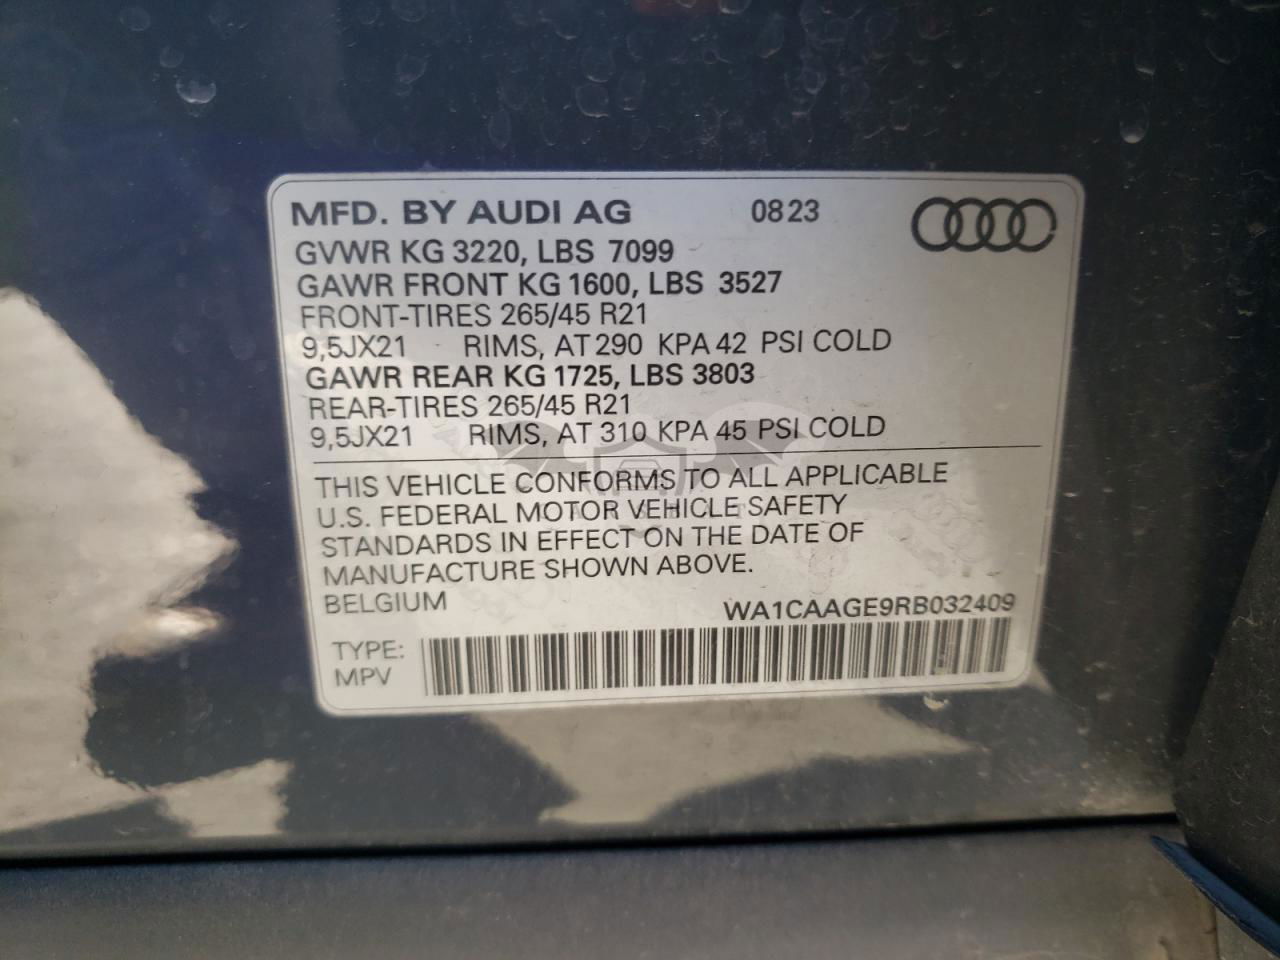 MFD. BY AUDI AG 0823
GVWR KG 3220, LBS 7099
GAWR FRONT KG 1600, LBS 3527
FRONT-TIRES 265/45 R21
9,5JX21 RIMS, AT 290 KPA 42 PSI COLD
GAWR REAR KG 1725, LBS 3803
REAR-TIRES 265/45 R21
9,5JX21 RIMS, AT 310 KPA 45 PSI COLD
THIS VEHICLE CONFORMS TO ALL APPLICABLE
U.S. FEDERAL MOTOR VEHICLE SAFETY
STANDARDS IN EFFECT ON THE DATE OF
MANUFACTURE SHOWN ABOVE.
BELGIUM WA1CAAGE9RB032409
TYPE:
MPV